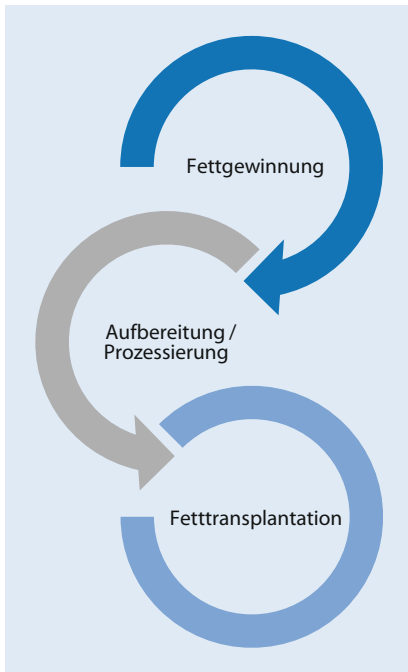 Fettgewinnung
Aufbereitung /
Prozessierung
Fetttransplantation